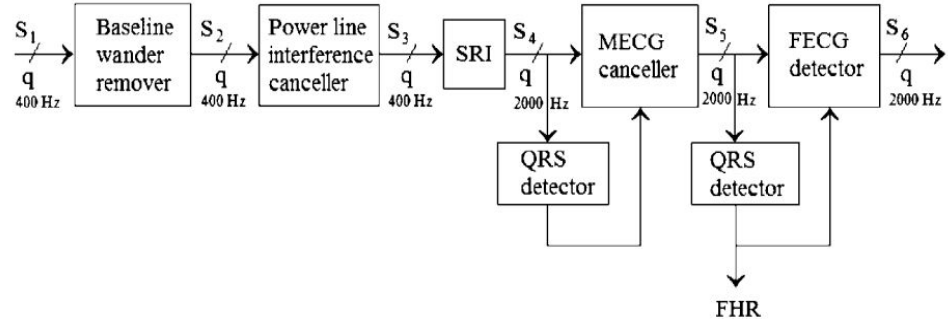 S1
q
400 Hz
Baseline
wander
remover
S2
q
400 Hz
Power line
interference
canceller
S3
q
400 Hz
SRI
S4
q
2000 Hz
MECG
canceller
S5
q
2000 Hz
FECG
detector
S6
q
2000 Hz
QRS
detector
QRS
detector
FHR